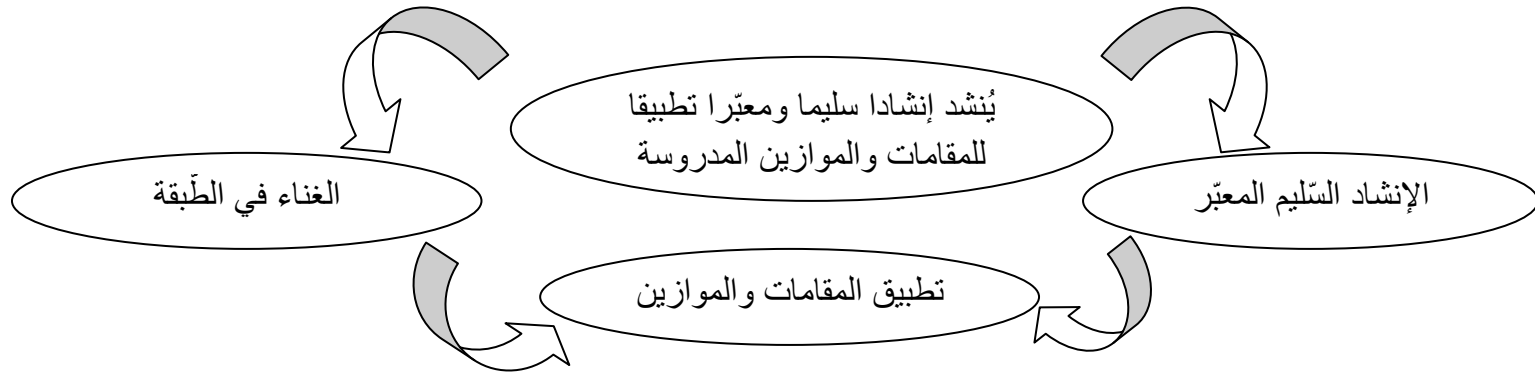 يُنشد إنشادا سليما ومعبّرا تطبيقا
للمقامات والموازين المدروسة
الإنشاد السّليم المعبّر
الغناء في الطّبقة
تطبيق المقامات والموازين